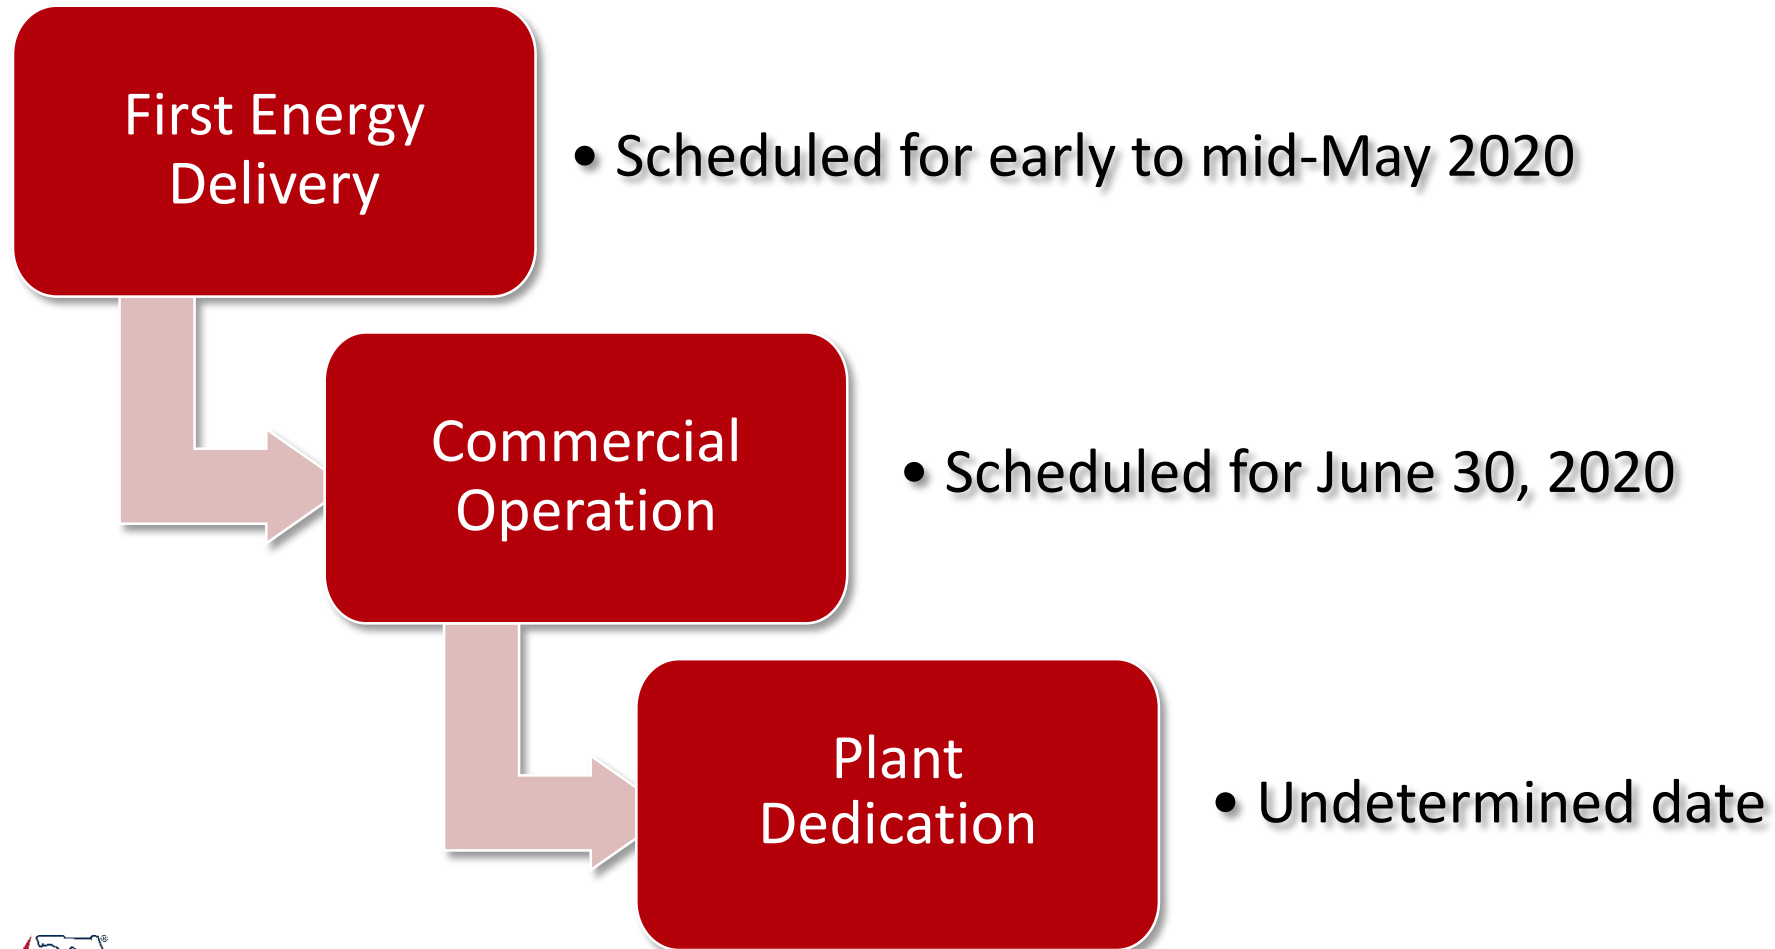 First Energy
Delivery
• Scheduled for early to mid-May 2020
Commercial
Operation
• Scheduled for June 30, 2020
Plant
Dedication
• Undetermined date
®